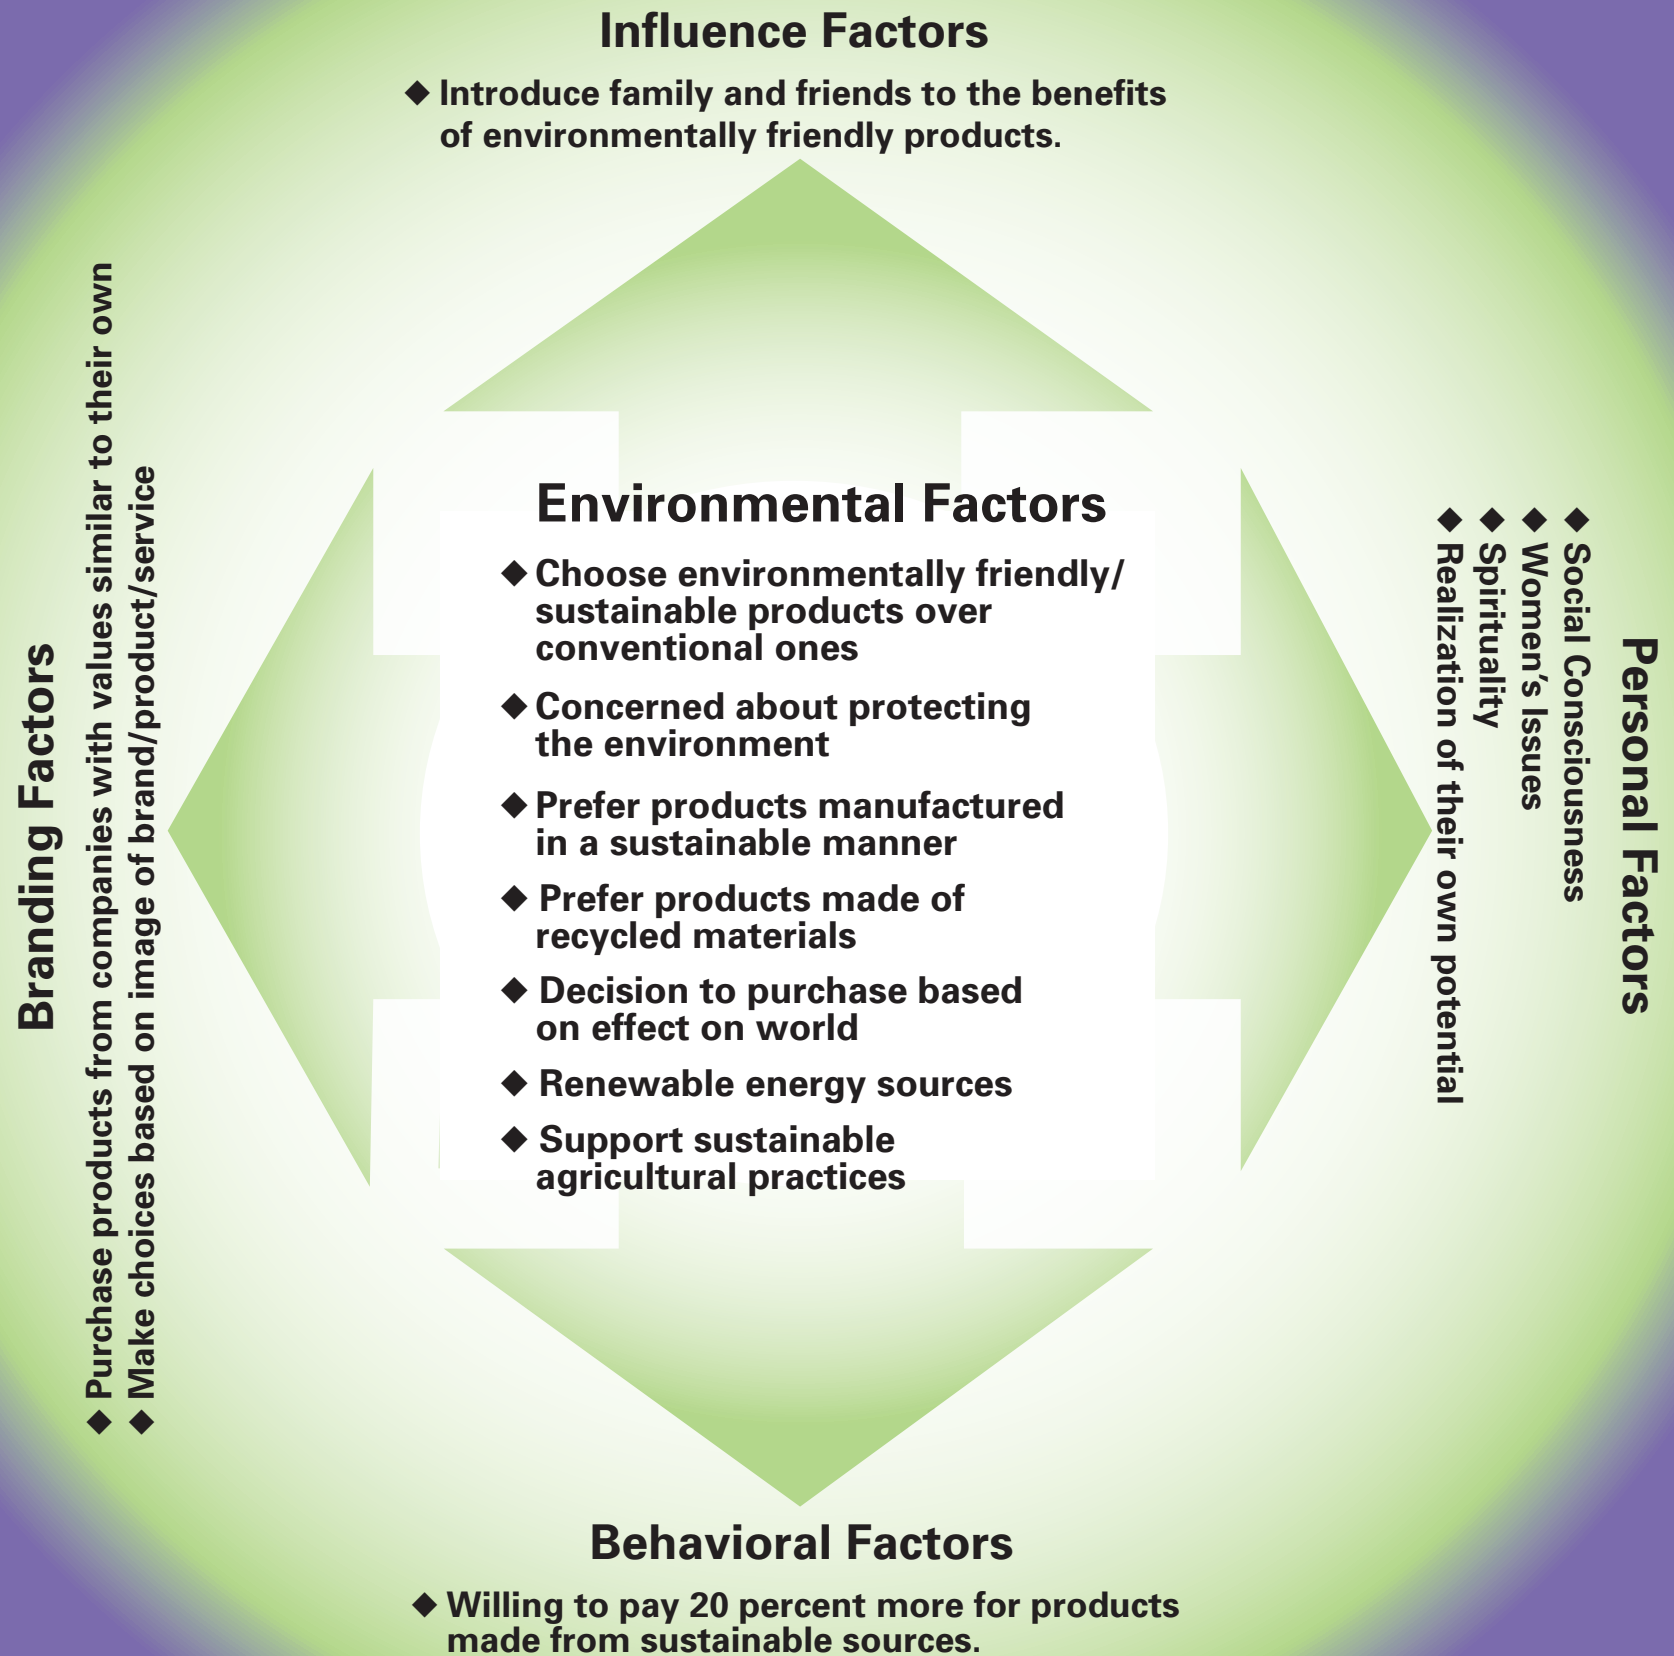 Influence Factors
◆ Introduce family and friends to the benefits
of environmentally friendly products.
Branding Factors
◆ Purchase products from companies with values similar to their own
◆ Make choices based on image of brand/product/service
Environmental Factors
◆ Choose environmentally friendly/
sustainable products over
conventional ones
◆ Concerned about protecting
the environment
◆ Prefer products manufactured
in a sustainable manner
◆ Prefer products made of
recycled materials
◆ Decision to purchase based
on effect on world
◆ Renewable energy sources
◆ Support sustainable
agricultural practices
Personal Factors
◆ Social Consciousness
◆ Women's Issues
◆ Spirituality
◆ Realization of their own potential
Behavioral Factors
◆ Willing to pay 20 percent more for products
made from sustainable sources.